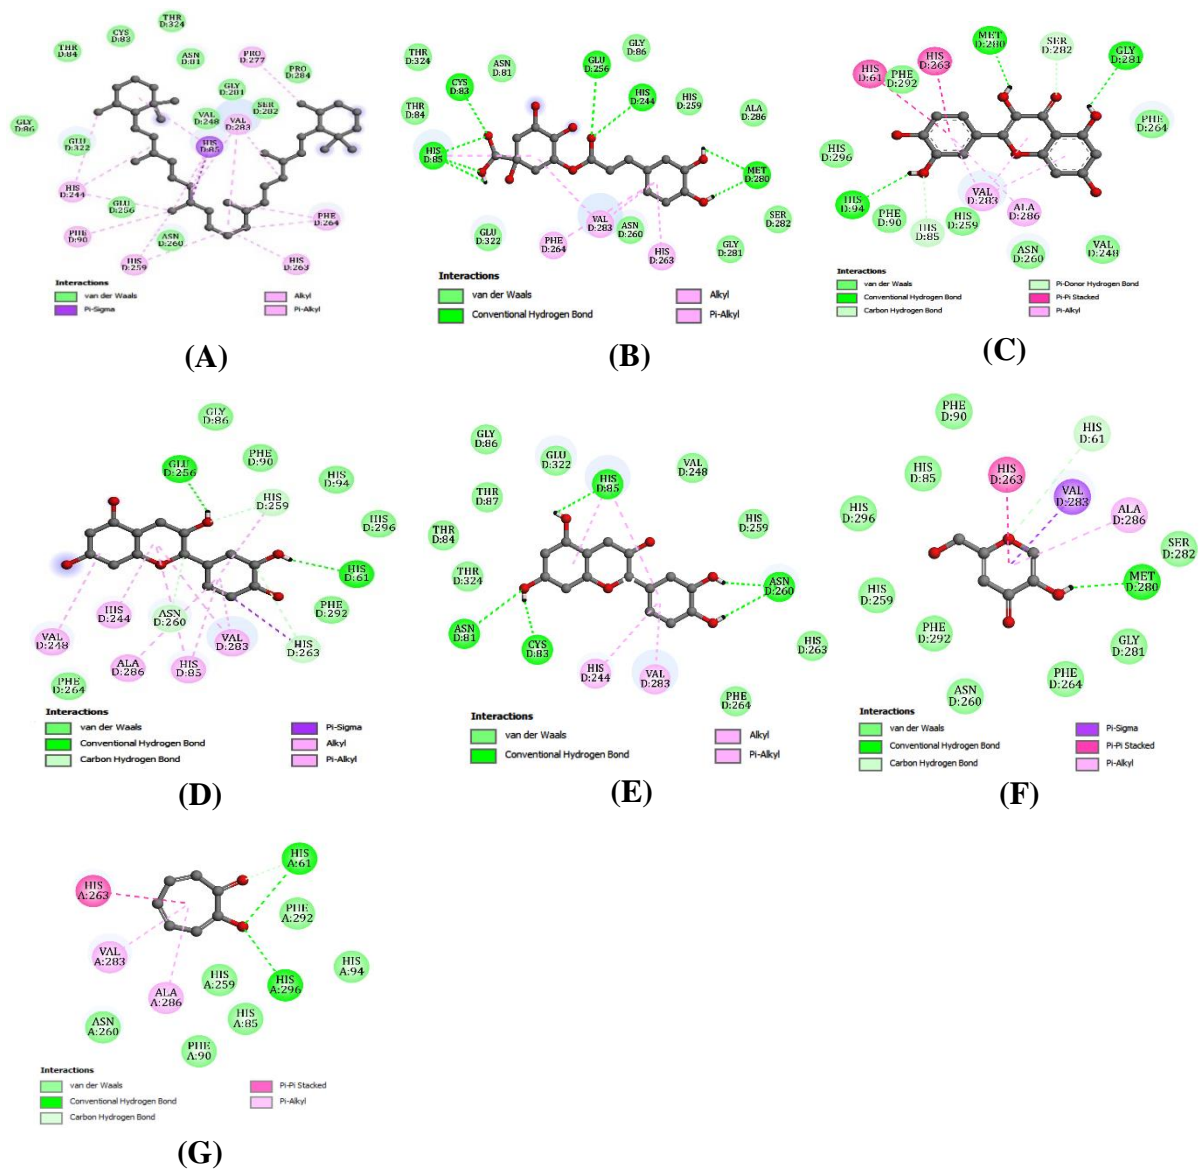 THR D:324
CYS D:83
THR D:84
ASN D:81
PRO D:277
PRO D:284
GLY D:281
SER D:282
VAL D:248
VAL D:283
GLY D:86
GLU D:322
HIS D:85
HIS D:244
GLU D:256
PHE D:90
ASN D:260
PHE D:264
HIS D:259
HIS D:263
Interactions
van der Waals
Pi-Sigma
Alkyl
Pi-Alkyl
(A)
THR D:324
ASN D:81
GLU D:256
GLY D:86
CYS D:83
THR D:84
HIS D:244
HIS D:259
ALA D:286
HIS D:85
MET D:280
GLU D:322
PHE D:264
VAL D:283
ASN D:260
HIS D:263
GLY D:281
SER D:282
Interactions
van der Waals
Conventional Hydrogen Bond
Alkyl
Pi-Alkyl
(B)
MET D:280
SER D:282
GLY D:281
HIS D:61
PHE D:292
HIS D:263
PHE D:264
HIS D:296
HIS D:94
PHE D:90
HIS D:85
HIS D:259
VAL D:283
ALA D:286
ASN D:260
VAL D:248
Interactions
van der Waals
Conventional Hydrogen Bond
Carbon Hydrogen Bond
Pi-Donor Hydrogen Bond
Pi-Pi Stacked
Pi-Alkyl
(C)
GLY D:86
GLU D:256
PHE D:90
HIS D:94
HIS D:259
HIS D:296
HIS D:61
PHE D:292
VAL D:248
HIS D:244
ASN D:260
VAL D:283
HIS D:263
PHE D:264
ALA D:286
HIS D:85
Interactions
van der Waals
Conventional Hydrogen Bond
Carbon Hydrogen Bond
Pi-Sigma
Alkyl
Pi-Alkyl
(D)
GLY D:86
GLU D:322
HIS D:85
VAL D:248
THR D:87
THR D:84
HIS D:259
THR D:324
ASN D:260
ASN D:81
CYS D:83
HIS D:244
VAL D:283
HIS D:263
PHE D:264
Interactions
van der Waals
Conventional Hydrogen Bond
Alkyl
Pi-Alkyl
(E)
PHE D:90
HIS D:61
HIS D:85
HIS D:263
VAL D:283
HIS D:296
ALA D:286
SER D:282
HIS D:259
MET D:280
PHE D:292
GLY D:281
PHE D:264
ASN D:260
Interactions
van der Waals
Conventional Hydrogen Bond
Carbon Hydrogen Bond
Pi-Sigma
Pi-Pi Stacked
Pi-Alkyl
(F)
HIS A:61
HIS A:263
PHE A:292
VAL A:283
HIS A:94
HIS A:259
HIS A:296
ALA A:286
HIS A:85
ASN A:260
PHE A:90
Interactions
van der Waals
Conventional Hydrogen Bond
Carbon Hydrogen Bond
Pi-Pi Stacked
Pi-Alkyl
(G)